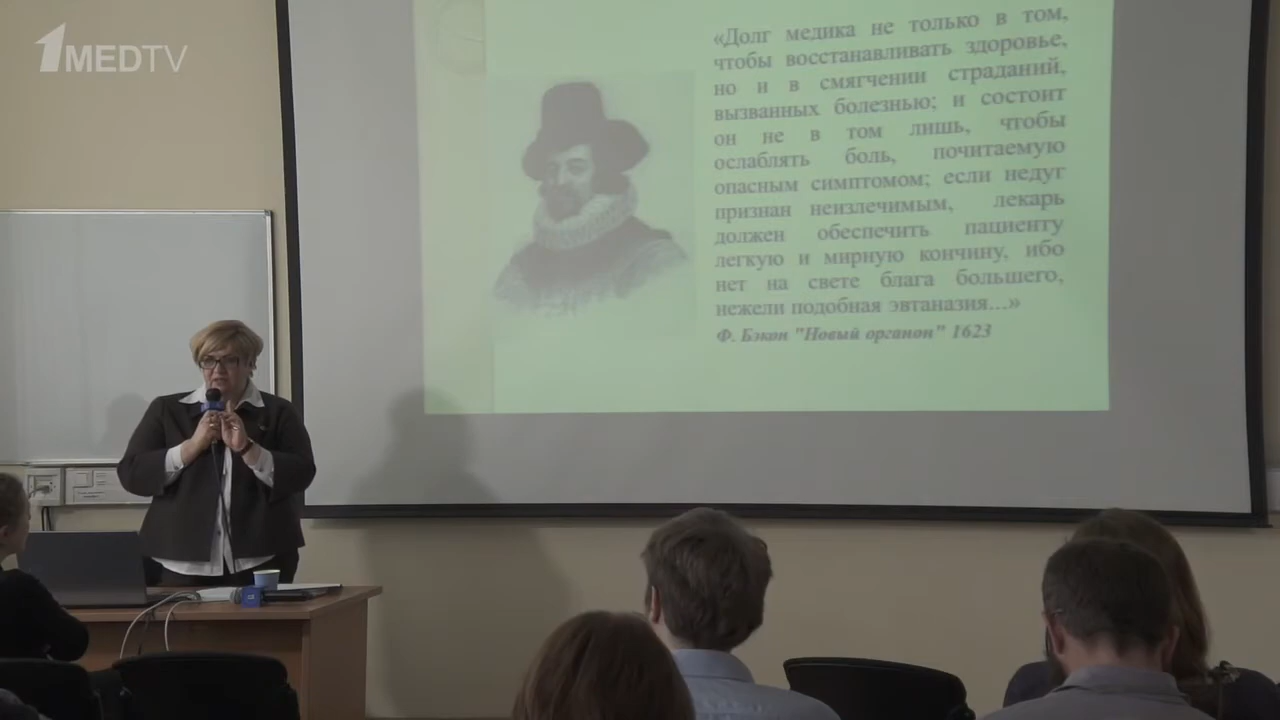 1MEDTV
«Долг медика не только в том,
чтобы восстанавливать здоровье,
но и в смягчении страданий,
вызванных болезнью; и состоит
он не в том лишь, чтобы
ослаблять боль, почитаемую
опасным симптомом; если недуг
признан неизлечимым, лекарь
должен обеспечить пациенту
легкую и мирную кончину, ибо
нет на свете блага большего,
нежели подобная эвтаназия...»
Ф. Бэкон "Новый органон" 1623